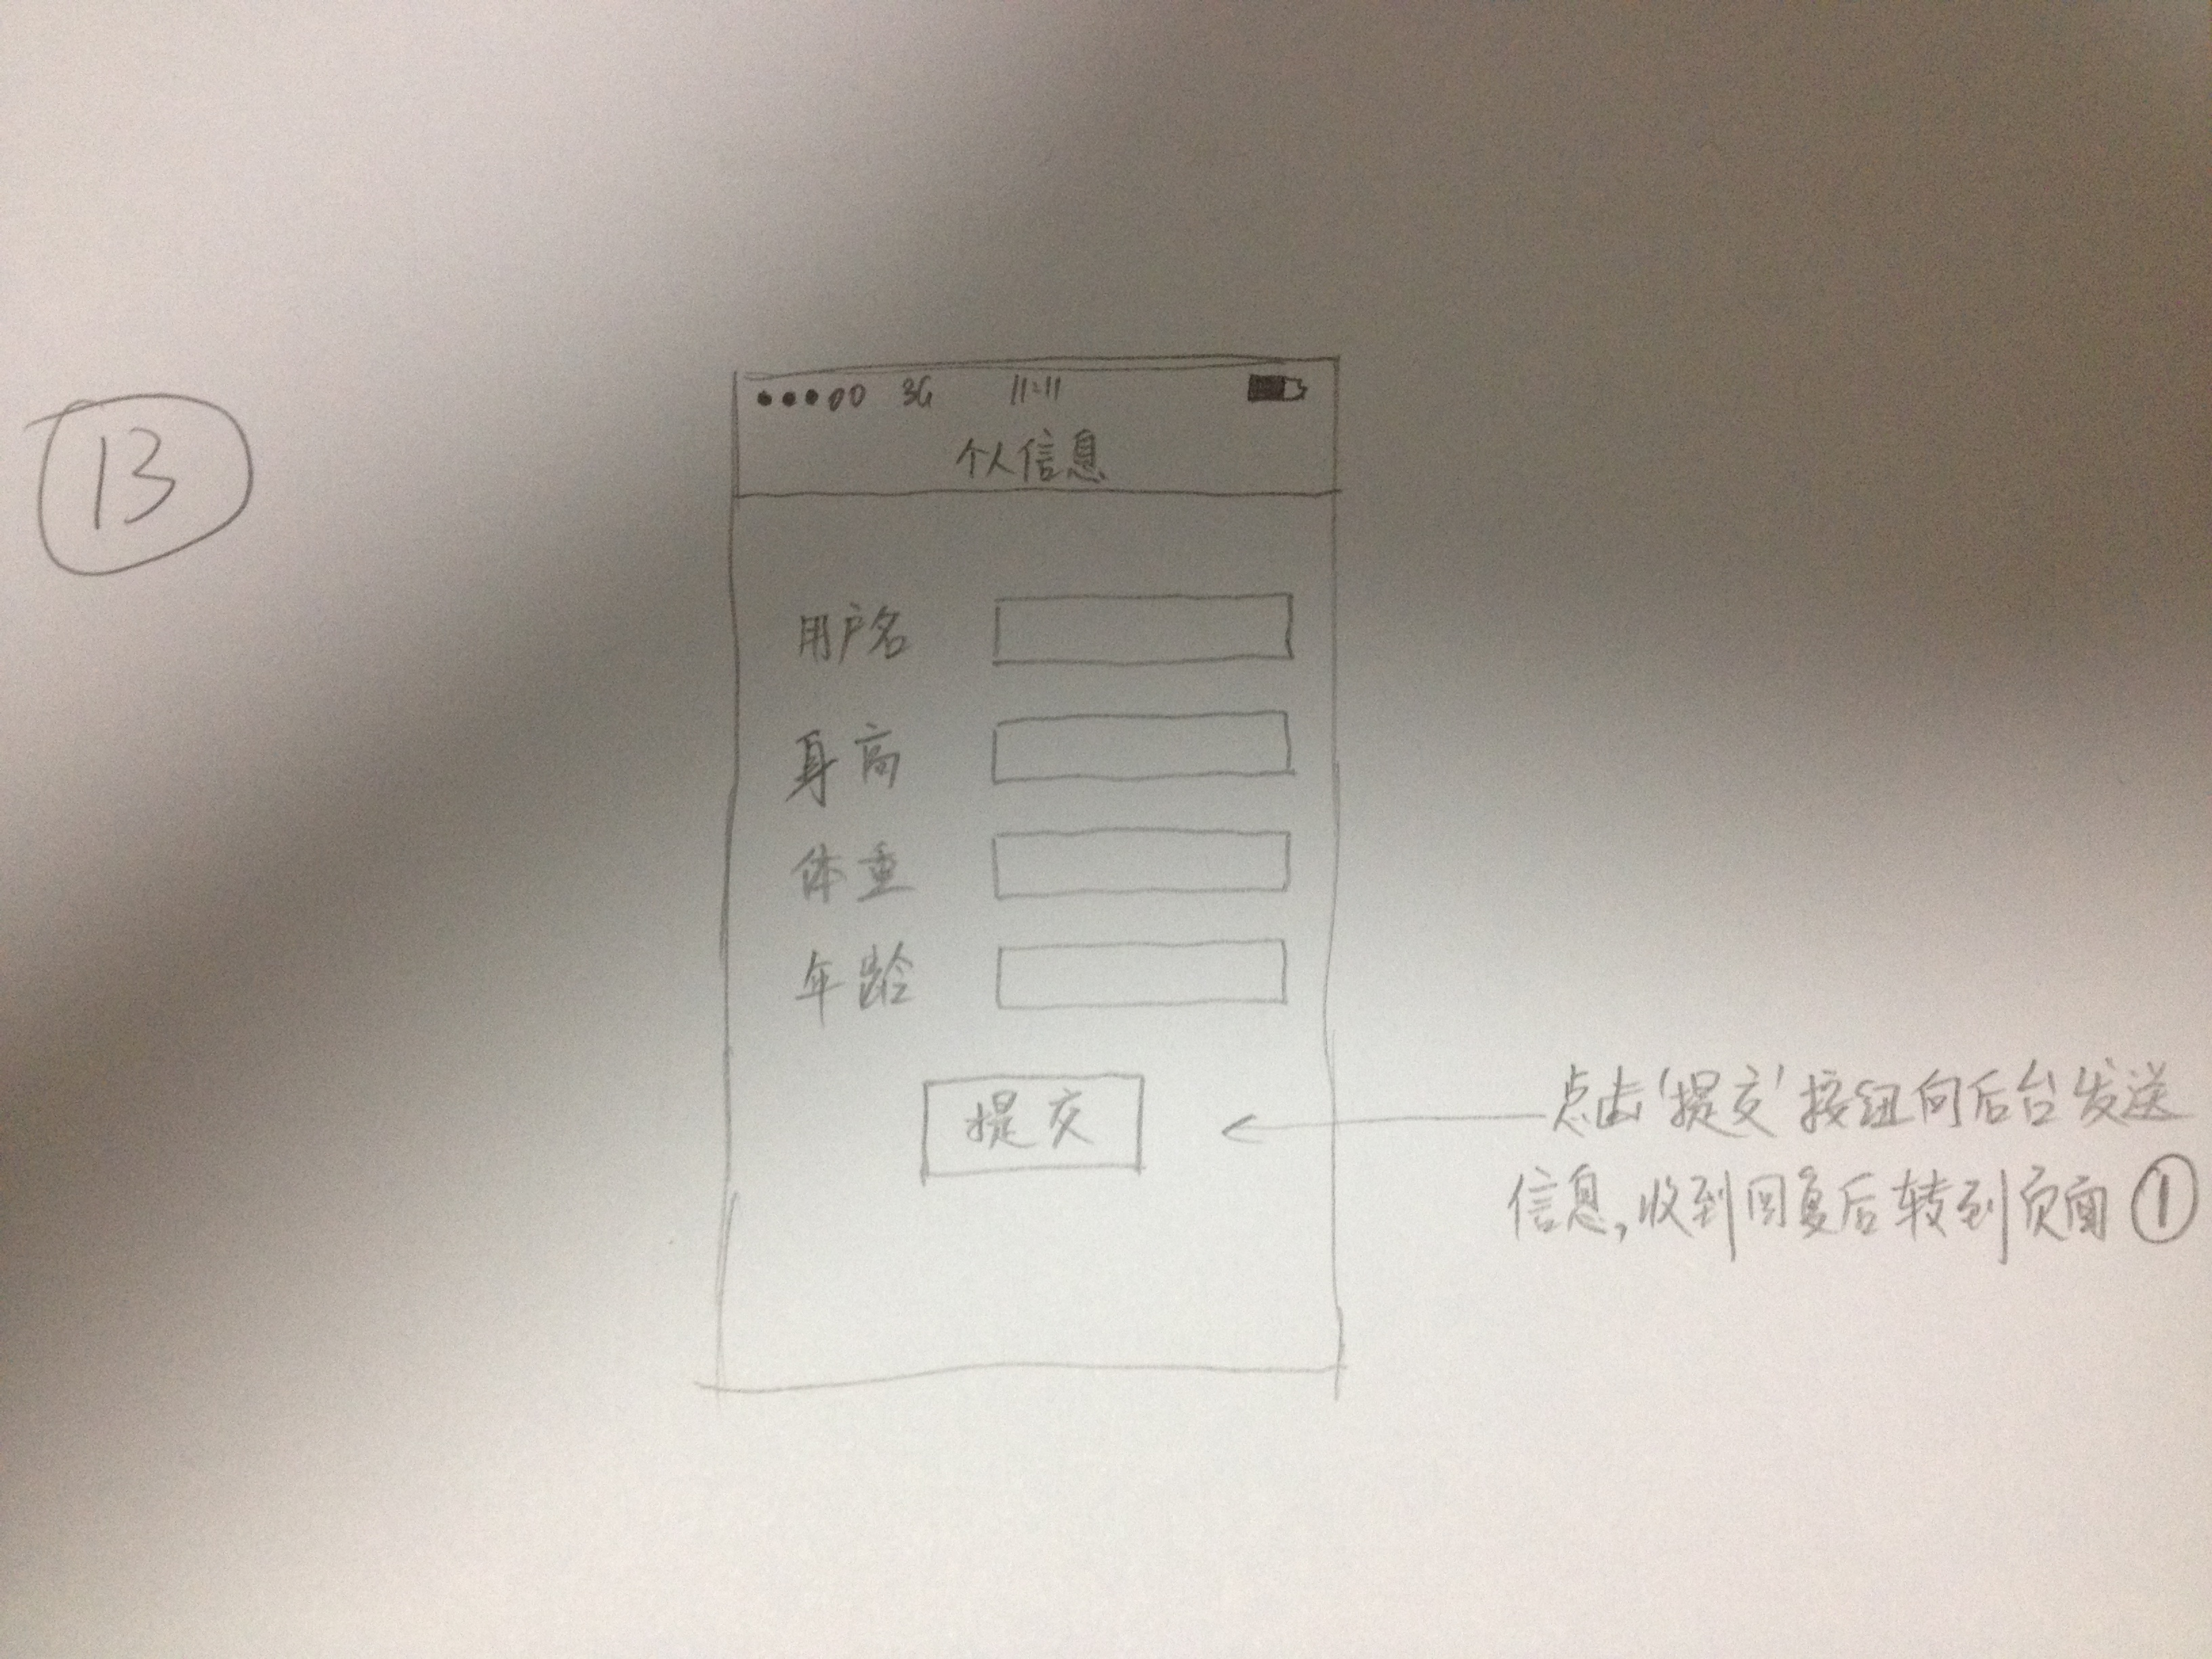 13
3G 11:11
个人信息
用户名
身高
体重
年龄
提交
点击'提交'按钮向后台发送
信息,收到回复后转到页面①